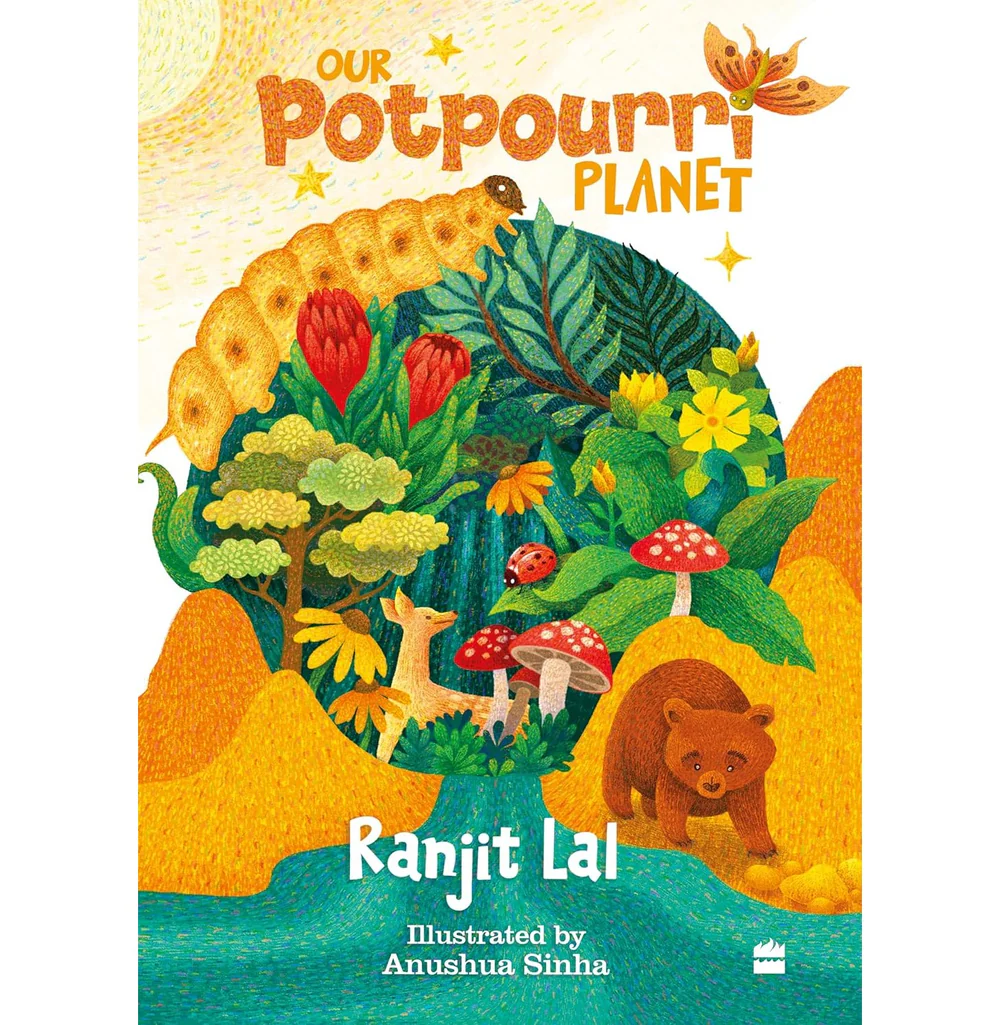 OUR
Potpourri
PLANET
Ranjit Lal
Illustrated by
Anushua Sinha